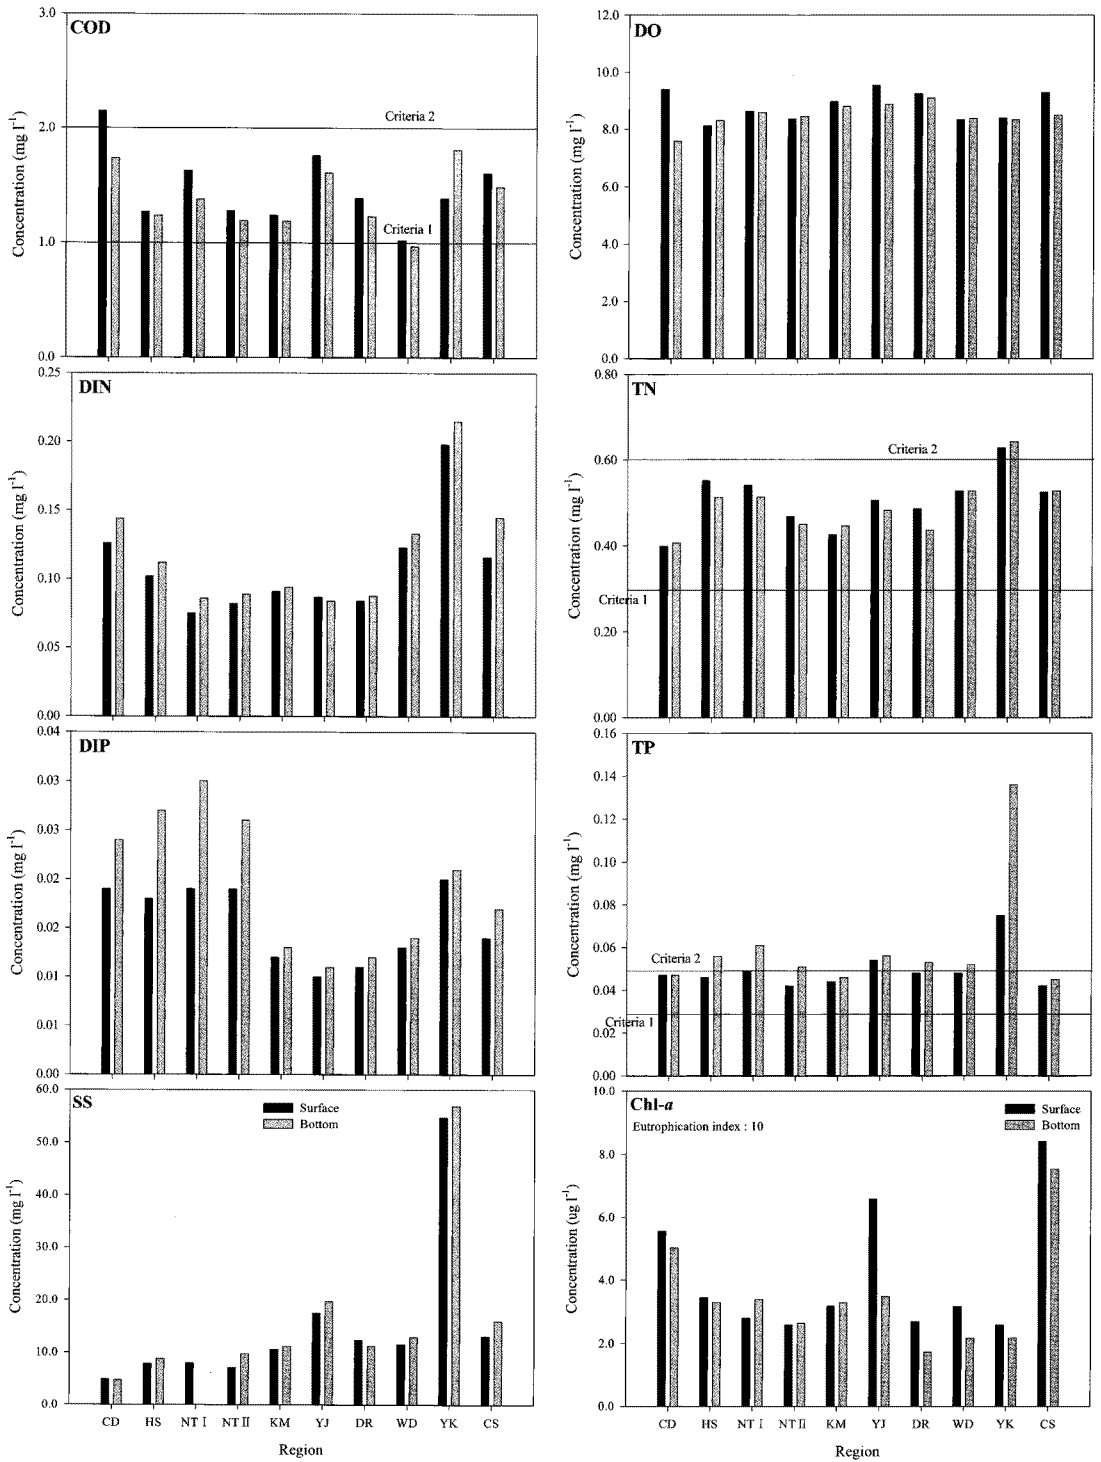 COD
Concentration (mg l⁻¹)
3.0
2.0
1.0
0.0
Criteria 2
Criteria 1
DO
Concentration (mg l⁻¹)
12.0
10.0
8.0
6.0
4.0
2.0
0.0
DIN
Concentration (mg l⁻¹)
0.25
0.20
0.15
0.10
0.05
0.00
TN
Concentration (mg l⁻¹)
0.80
0.60
0.40
0.20
0.00
Criteria 2
Criteria 1
DIP
Concentration (mg l⁻¹)
0.04
0.03
0.03
0.02
0.02
0.01
0.01
0.00
TP
Concentration (mg l⁻¹)
0.16
0.14
0.12
0.10
0.08
0.06
0.04
0.02
0.00
Criteria 2
Criteria 1
SS
Surface
Bottom
Concentration (mg l⁻¹)
60.0
50.0
40.0
30.0
20.0
10.0
0.0
CD HS NT I NT II KM YJ DR WD YK CS
Region
Chl-a
Eutrophication index : 10
Surface
Bottom
Concentration (ug l⁻¹)
10.0
8.0
6.0
4.0
2.0
0.0
CD HS NT I NT II KM YJ DR WD YK CS
Region